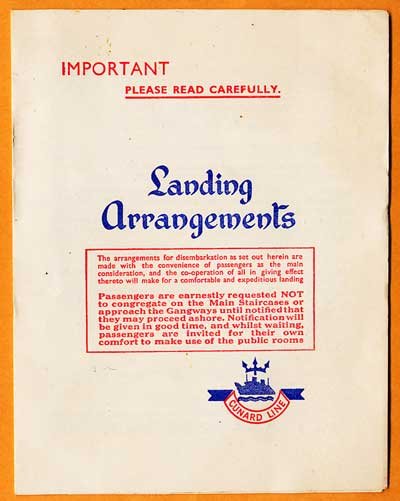 IMPORTANT
PLEASE READ CAREFULLY.
Landing
Arrangements
The arrangements for disembarkation as set out herein are
made with the convenience of passengers as the main
consideration, and the co-operation of all in giving effect
thereto will make for a comfortable and expeditious landing
Passengers are earnestly requested NOT
to congregate on the Main Staircases or
approach the Gangways until notified that
they may proceed ashore. Notification will
be given in good time, and whilst waiting,
passengers are invited for their own
comfort to make use of the public rooms
CUNARD LINE